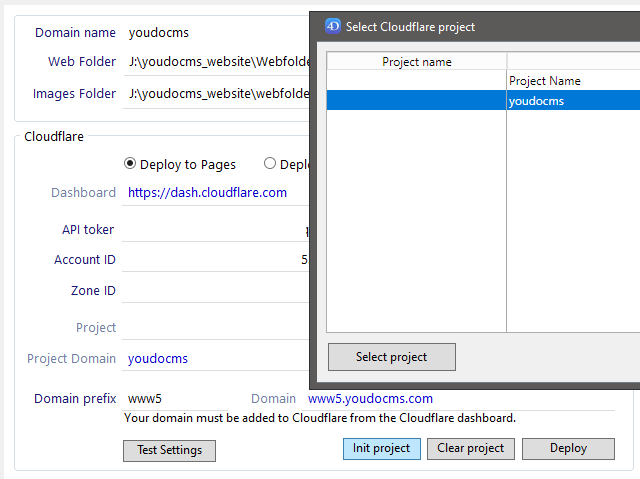 Domain name youdocms
Web Folder J:\youdocms_website\Webfold
Images Folder J:\youdocms_website\webfolde
Cloudflare
Deploy to Pages
Dashboard https://dash.cloudflare.com
API toker
Account ID 5
Zone ID
Project
Project Domain youdocms
Domain prefix www5 Domain www5.youdocms.com
Your domain must be added to Cloudflare from the Cloudflare dashboard.
Test Settings Init project Clear project Deploy
4D Select Cloudflare project
Project name
Project Name
youdocms
Select project